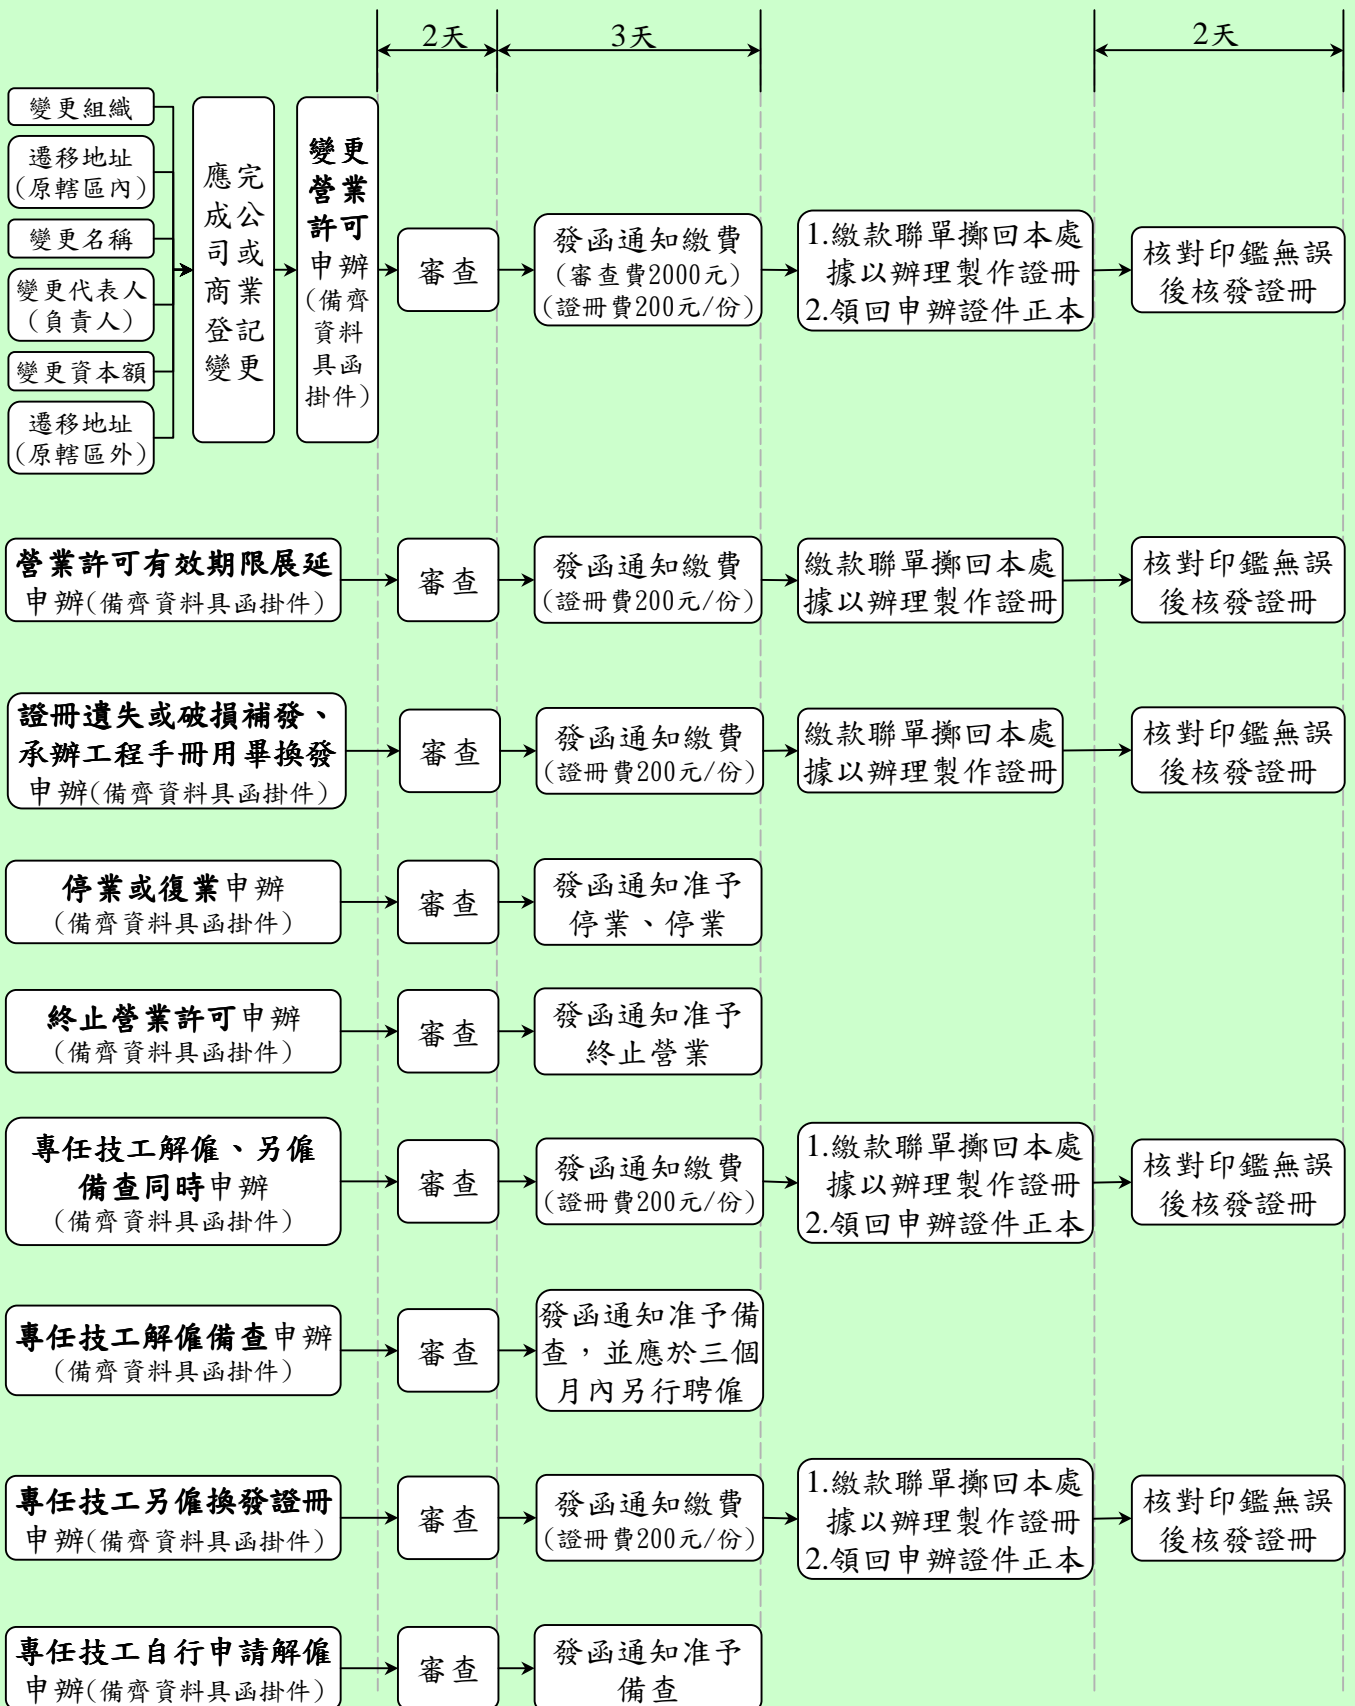 2天
3天
2天
變更組織
遷移地址
(原轄區內)
變更名稱
變更代表人
(負責人)
變更資本額
遷移地址
(原轄區外)
應完
成公
司或
商業
登記
變更
變更
營業
許可
申辦
(備齊
資料
具函
掛件)
審查
發函通知繳費
(審查費2000元)
(證冊費200元/份)
1.繳款聯單擲回本處
據以辦理製作證冊
2.領回申辦證件正本
核對印鑑無誤
後核發證冊
營業許可有效期限展延
申辦(備齊資料具函掛件)
審查
發函通知繳費
(證冊費200元/份)
繳款聯單擲回本處
據以辦理製作證冊
核對印鑑無誤
後核發證冊
證冊遺失或破損補發、
承辦工程手冊用畢換發
申辦(備齊資料具函掛件)
審查
發函通知繳費
(證冊費200元/份)
繳款聯單擲回本處
據以辦理製作證冊
核對印鑑無誤
後核發證冊
停業或復業申辦
(備齊資料具函掛件)
審查
發函通知准予
停業、停業
終止營業許可申辦
(備齊資料具函掛件)
審查
發函通知准予
終止營業
專任技工解僱、另僱
備查同時申辦
(備齊資料具函掛件)
審查
發函通知繳費
(證冊費200元/份)
1.繳款聯單擲回本處
據以辦理製作證冊
2.領回申辦證件正本
核對印鑑無誤
後核發證冊
專任技工解僱備查申辦
(備齊資料具函掛件)
審查
發函通知准予備
查，並應於三個
月內另行聘僱
專任技工另僱換發證冊
申辦(備齊資料具函掛件)
審查
發函通知繳費
(證冊費200元/份)
1.繳款聯單擲回本處
據以辦理製作證冊
2.領回申辦證件正本
核對印鑑無誤
後核發證冊
專任技工自行申請解僱
申辦(備齊資料具函掛件)
審查
發函通知准予
備查